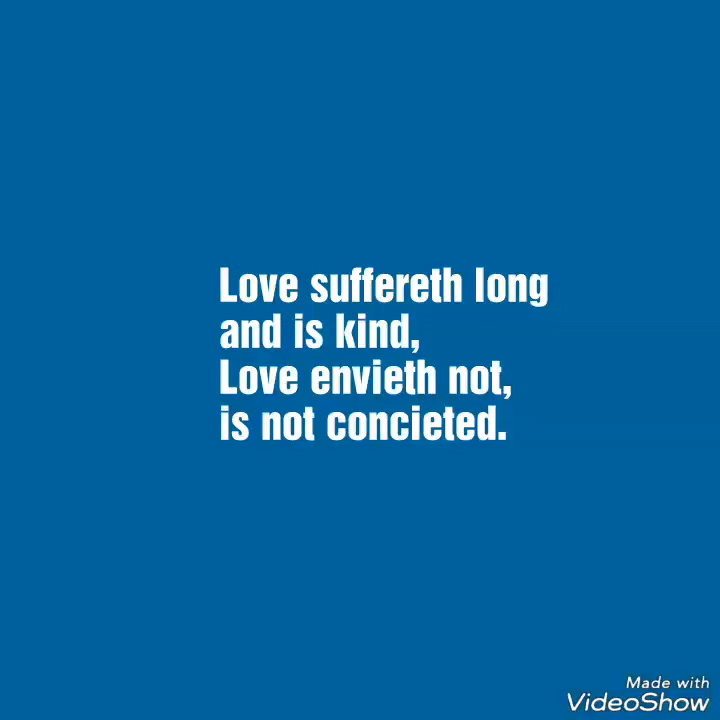 Love suffereth long
and is kind,
Love envieth not,
is not concieted.
Made with
VideoShow